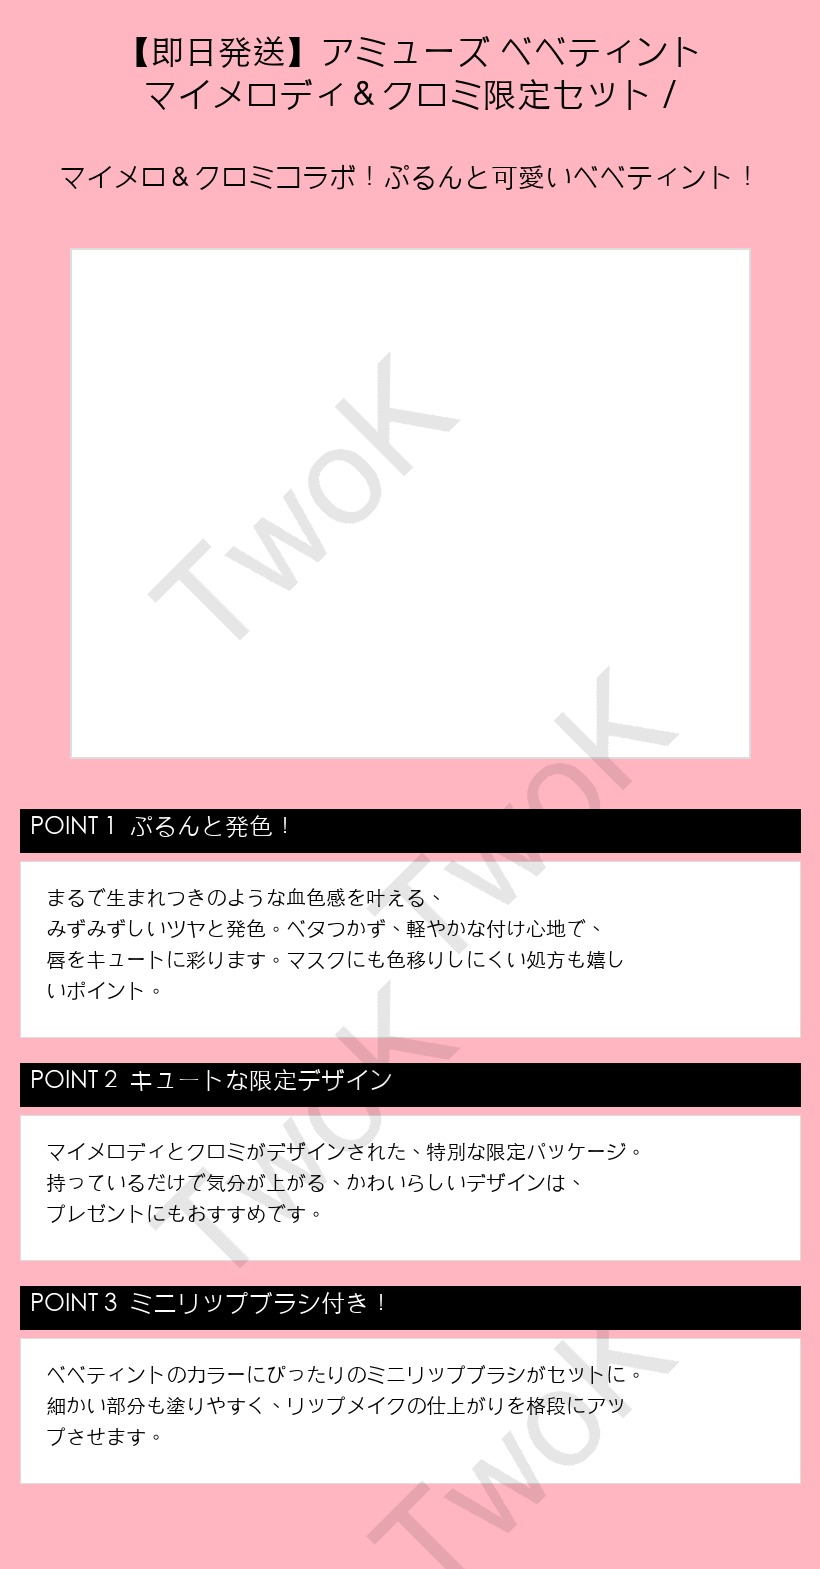 【即日発送】アミューズ ベベティント
マイメロディ＆クロミ限定セット /
マイメロ＆クロミコラボ！ぷるんと可愛いベベティント！
TwoK
TwoK
POINT 1 ぷるんと発色！
まるで生まれつきのような血色感を叶える、
みずみずしいツヤと発色。ベタつかず、軽やかな付け心地で、
唇をキュートに彩ります。マスクにも色移りしにくい処方も嬉し
いポイント。
TwoK
POINT 2 キュートな限定デザイン
マイメロディとクロミがデザインされた、特別な限定パッケージ。
持っているだけで気分が上がる、かわいらしいデザインは、
プレゼントにもおすすめです。
POINT 3 ミニリップブラシ付き！
ベベティントのカラーにぴったりのミニリップブラシがセットに。
細かい部分も塗りやすく、リップメイクの仕上がりを格段にアッ
プさせます。
TwoK